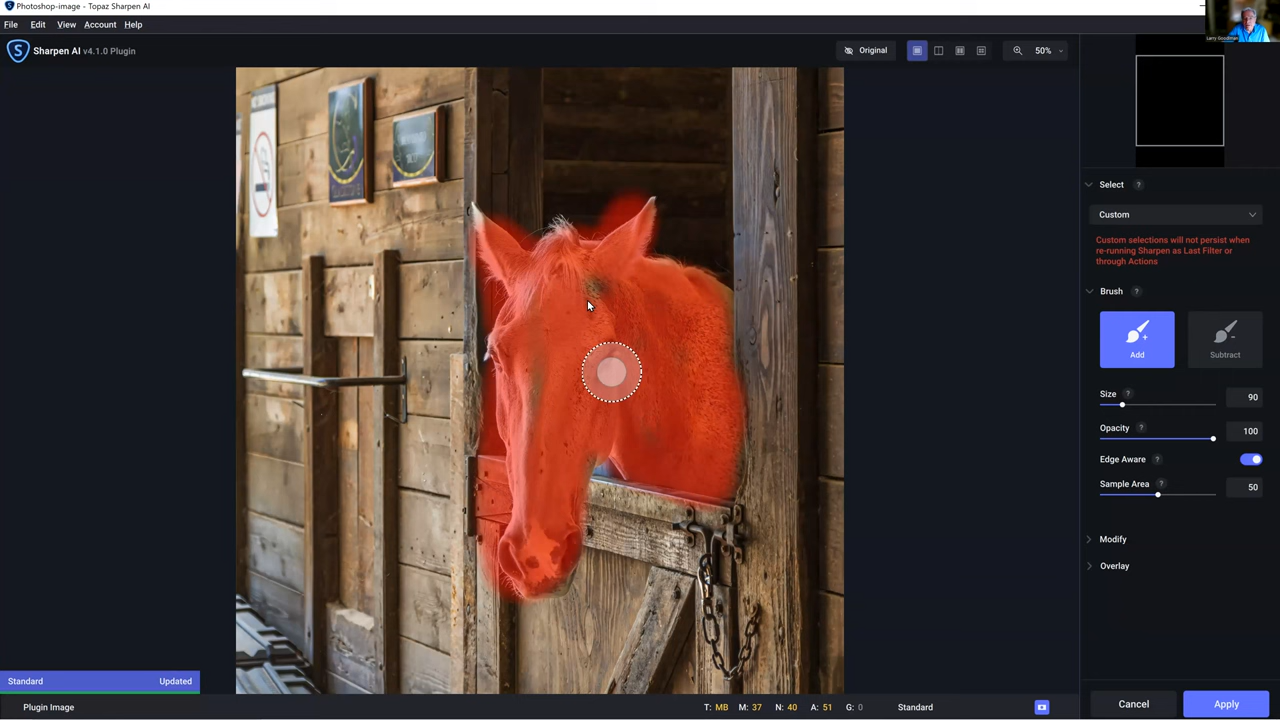 Photoshop-image - Topaz Sharpen AI
Larry Goodman
File Edit View Account Help
Sharpen AI v4.1.0 Plugin
Original
50%
Select ?
Custom
Custom selections will not persist when
re-running Sharpen as Last Filter or
through Actions
Brush ?
Add
Subtract
Size ? 90
Opacity ? 100
Edge Aware ?
Sample Area ? 50
Modify
Overlay
Standard Updated
Plugin Image
T: MB M: 37 N: 40 A: 51 G: 0 Standard
Cancel
Apply